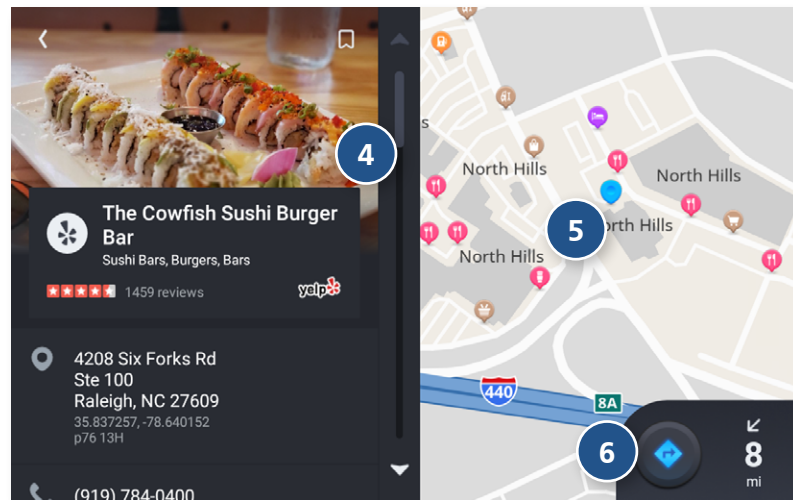 4
The Cowfish Sushi Burger
Bar
Sushi Bars, Burgers, Bars
1459 reviews
yelp
4208 Six Forks Rd
Ste 100
Raleigh, NC 27609
35.837257, -78.640152
p76 13H
(919) 784-0400
s
North Hills
North Hills
5
orth Hills
North Hills
440
8A
6
8
mi